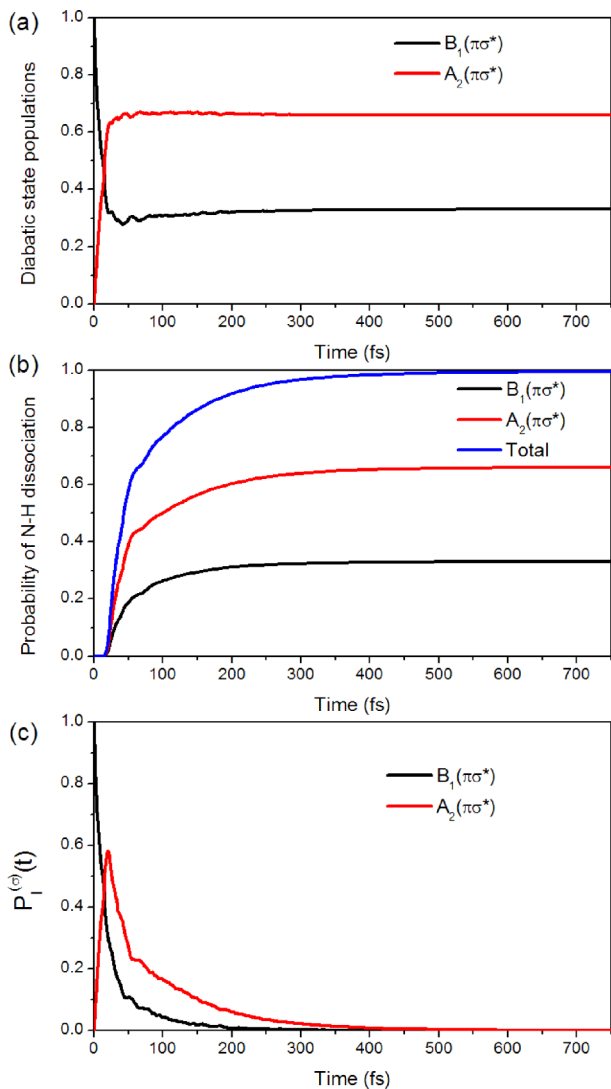 (a)
1.0
0.8
0.6
0.4
0.2
0.0
Diabatic state populations
B₁(πσ*)
A₂(πσ*)
0 100 200 300 400 500 600 700
Time (fs)
(b)
1.0
0.8
0.6
0.4
0.2
0.0
Probability of N-H dissociation
B₁(πσ*)
A₂(πσ*)
Total
0 100 200 300 400 500 600 700
Time (fs)
(c)
1.0
0.8
0.6
0.4
0.2
0.0
P_I^(σ)(t)
B₁(πσ*)
A₂(πσ*)
0 100 200 300 400 500 600 700
Time (fs)